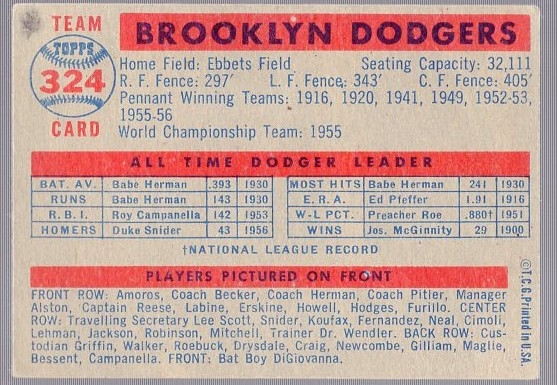 TEAM
TOPPS
324
CARD
BROOKLYN DODGERS
Home Field: Ebbets Field Seating Capacity: 32,111
R. F. Fence: 297' L. F. Fence: 343' C. F. Fence: 405'
Pennant Winning Teams: 1916, 1920, 1941, 1949, 1952-53,
1955-56
World Championship Team: 1955
ALL TIME DODGER LEADER
BAT. AV. Babe Herman .393 1930 MOST HITS Babe Herman 241 1930
RUNS Babe Herman 143 1930 E.R.A. Ed Pfeffer 1.91 1916
R.B.I. Roy Campanella 142 1953 W-L PCT. Preacher Roe .880† 1951
HOMERS Duke Snider 43 1956 WINS Jos. McGinnity 29 1900
†NATIONAL LEAGUE RECORD
PLAYERS PICTURED ON FRONT
FRONT ROW: Amoros, Coach Becker, Coach Herman, Coach Pitler, Manager
Alston, Captain Reese, Labine, Erskine, Howell, Hodges, Furillo. CENTER
ROW: Travelling Secretary Lee Scott, Snider, Koufax, Fernandez, Neal, Cimoli,
Lehman, Jackson, Robinson, Mitchell, Trainer Dr. Wendler. BACK ROW: Cus-
todian Griffin, Walker, Roebuck, Drysdale, Craig, Newcombe, Gilliam, Maglie,
Bessent, Campanella. FRONT: Bat Boy DiGiovanna.
©T.C.G. Printed in U.S.A.